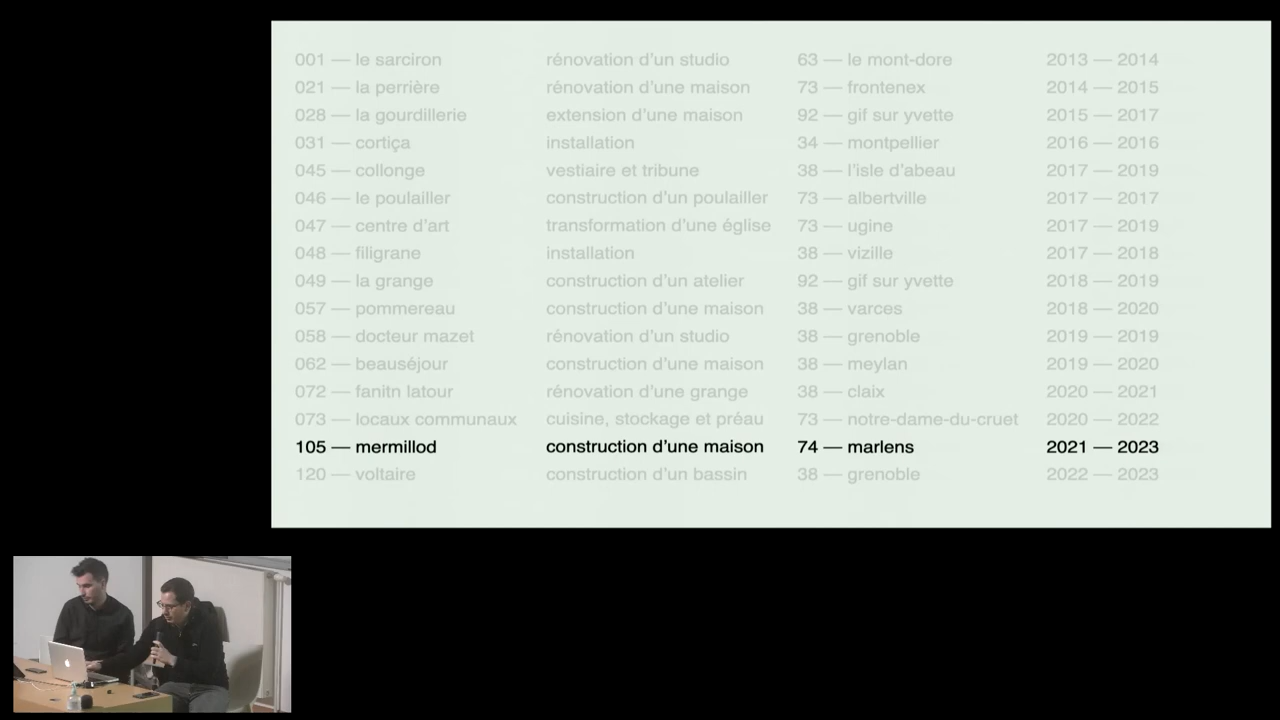 001 — le sarciron rénovation d'un studio 63 — le mont-dore 2013 — 2014
021 — la perrière rénovation d'une maison 73 — frontenex 2014 — 2015
028 — la gourdillerie extension d'une maison 92 — gif sur yvette 2015 — 2017
031 — cortiça installation 34 — montpellier 2016 — 2016
045 — collonge vestiaire et tribune 38 — l'isle d'abeau 2017 — 2019
046 — le poulailler construction d'un poulailler 73 — albertville 2017 — 2017
047 — centre d'art transformation d'une église 73 — ugine 2017 — 2019
048 — filigrane installation 38 — vizille 2017 — 2018
049 — la grange construction d'un atelier 92 — gif sur yvette 2018 — 2019
057 — pommereau construction d'une maison 38 — varces 2018 — 2020
058 — docteur mazet rénovation d'un studio 38 — grenoble 2019 — 2019
062 — beauséjour construction d'une maison 38 — meylan 2019 — 2020
072 — fanitn latour rénovation d'une grange 38 — claix 2020 — 2021
073 — locaux communaux cuisine, stockage et préau 73 — notre-dame-du-cruet 2020 — 2022
105 — mermillod construction d'une maison 74 — marlens 2021 — 2023
120 — voltaire construction d'un bassin 38 — grenoble 2022 — 2023